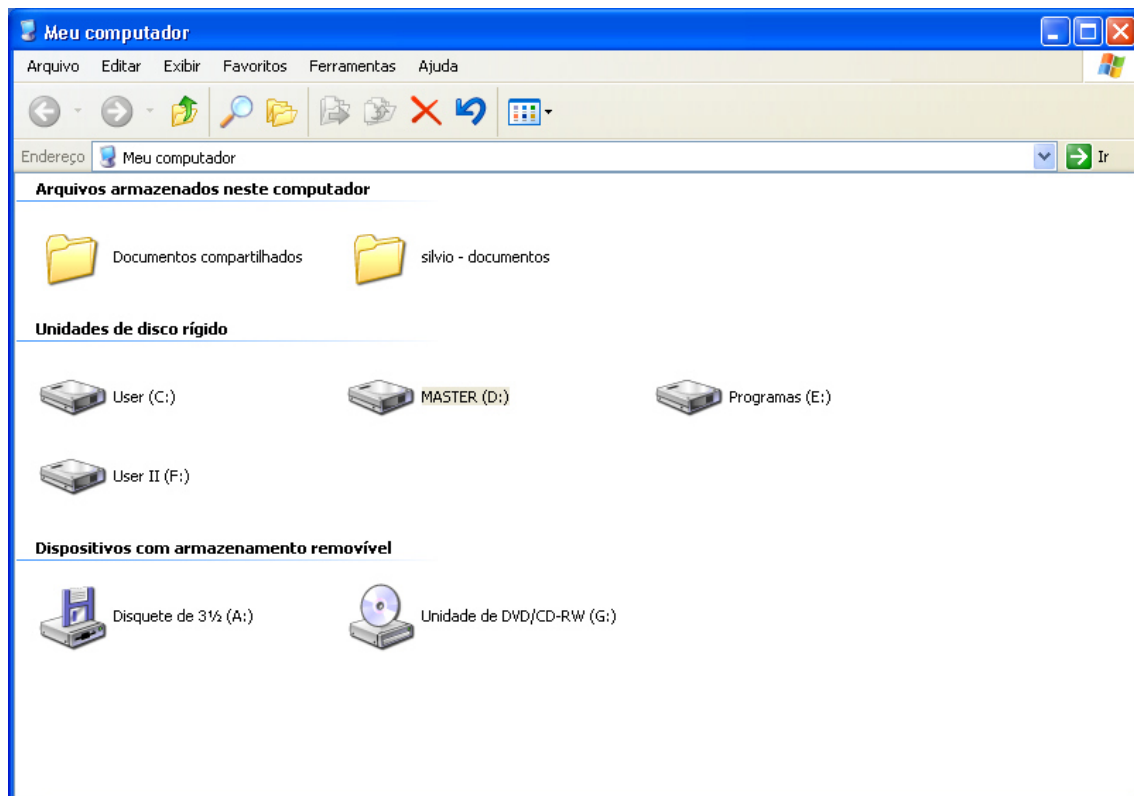 Meu computador
Arquivo Editar Exibir Favoritos Ferramentas Ajuda
Endereço Meu computador Ir
Arquivos armazenados neste computador
Documentos compartilhados silvio - documentos
Unidades de disco rígido
User (C:) MASTER (D:) Programas (E:)
User II (F:)
Dispositivos com armazenamento removível
Disquete de 3½ (A:) Unidade de DVD/CD-RW (G:)